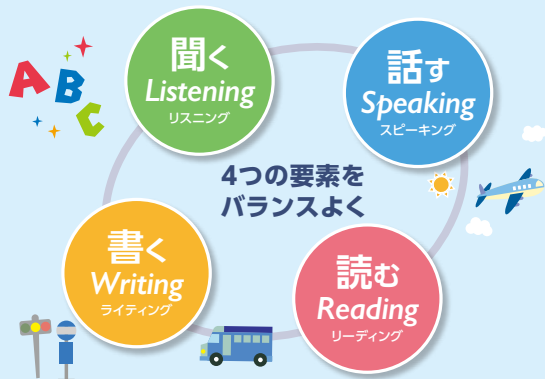 ABC
聞く
Listening
リスニング
話す
Speaking
スピーキング
4つの要素を
バランスよく
書く
Writing
ライティング
読む
Reading
リーディング